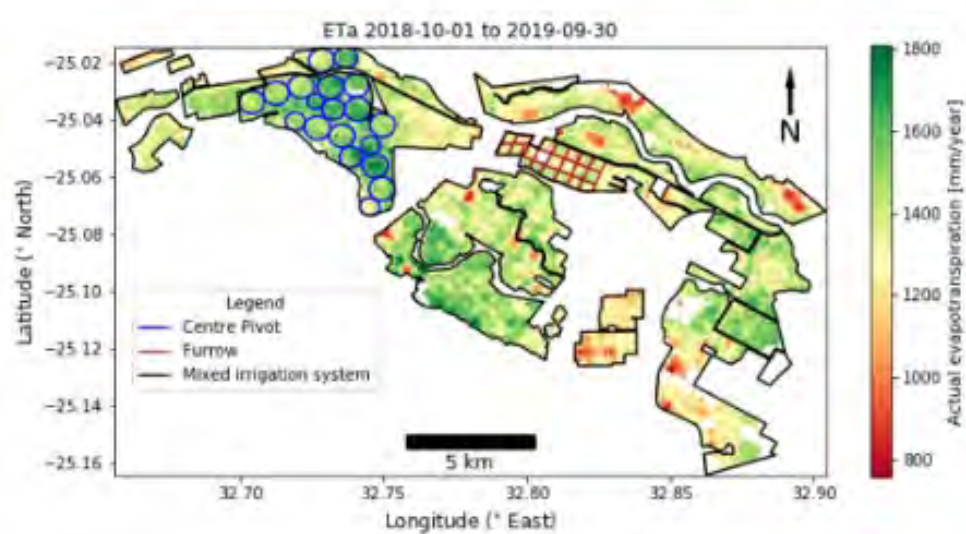 ETa 2018-10-01 to 2019-09-30
−25.02
−25.04
−25.06
−25.08
−25.10
−25.12
−25.14
−25.16
Latitude (° North)
N
Legend
Centre Pivot
Furrow
Mixed irrigation system
5 km
32.70
32.75
32.80
32.85
32.90
Longitude (° East)
1800
1600
1400
1200
1000
800
Actual evapotranspiration [mm/year]